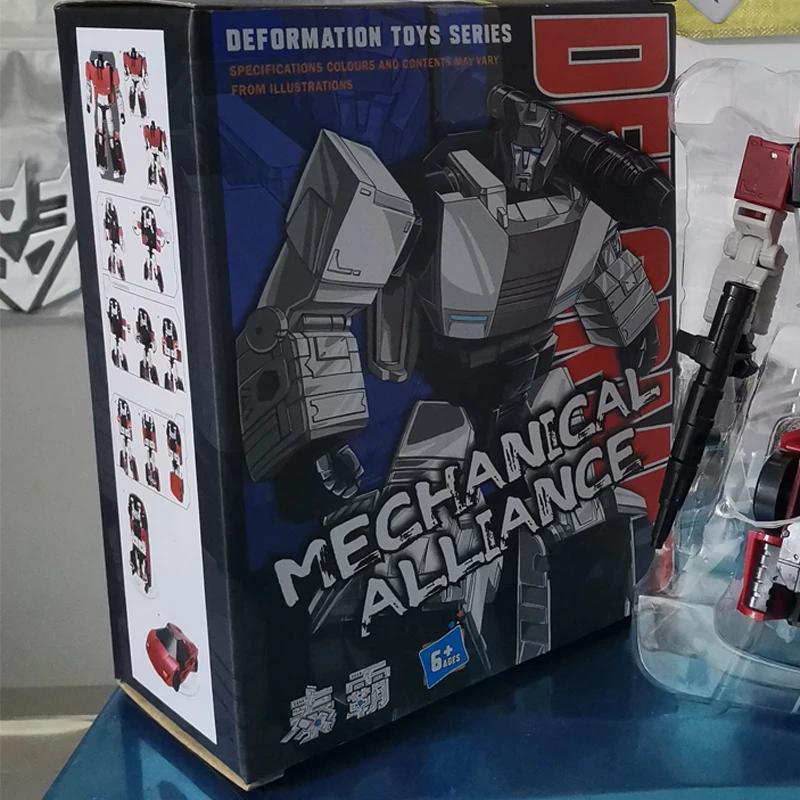 DEFORMATION TOYS SERIES
SPECIFICATIONS COLOURS AND CONTENTS MAY VARY
FROM ILLUSTRATIONS
MECHANICAL
ALLIANCE
6+
AGES
泰霸